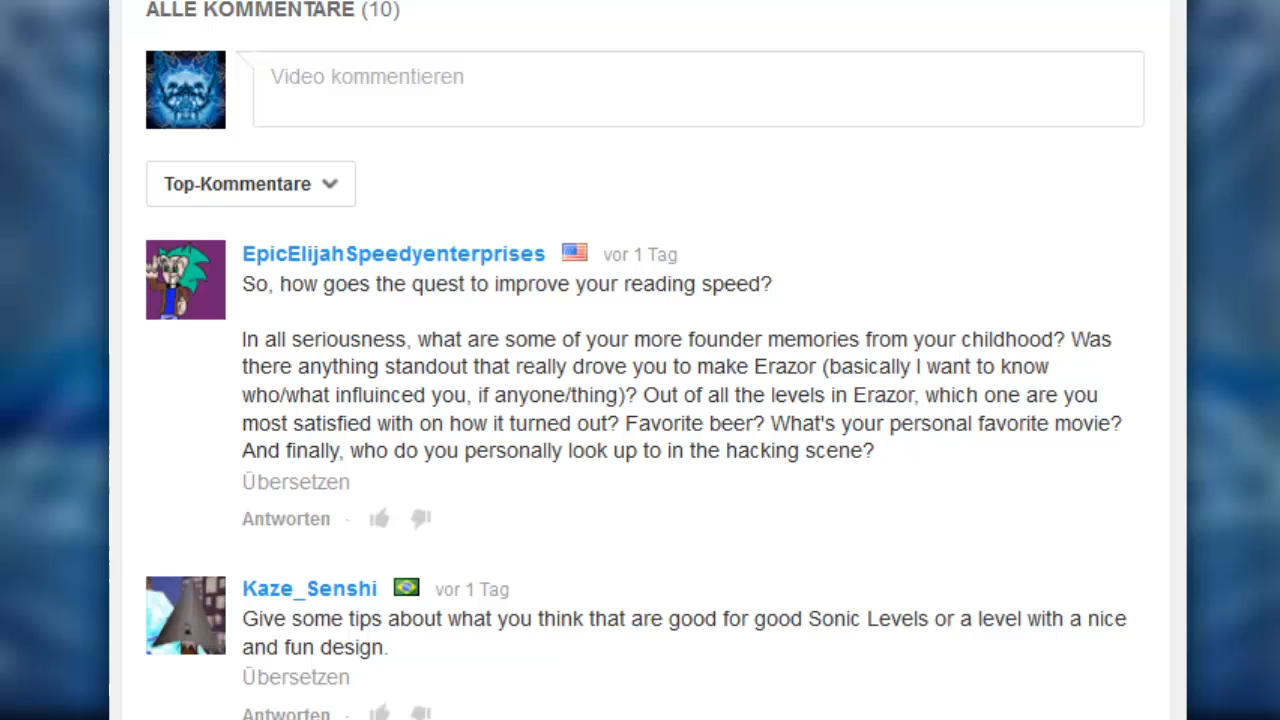 ALLE KOMMENTARE (10)
Video kommentieren
Top-Kommentare
EpicElijahSpeedyenterprises vor 1 Tag
So, how goes the quest to improve your reading speed?
In all seriousness, what are some of your more founder memories from your childhood? Was
there anything standout that really drove you to make Erazor (basically I want to know
who/what influinced you, if anyone/thing)? Out of all the levels in Erazor, which one are you
most satisfied with on how it turned out? Favorite beer? What's your personal favorite movie?
And finally, who do you personally look up to in the hacking scene?
Übersetzen
Antworten ·
Kaze_Senshi vor 1 Tag
Give some tips about what you think that are good for good Sonic Levels or a level with a nice
and fun design.
Übersetzen
Antworten ·